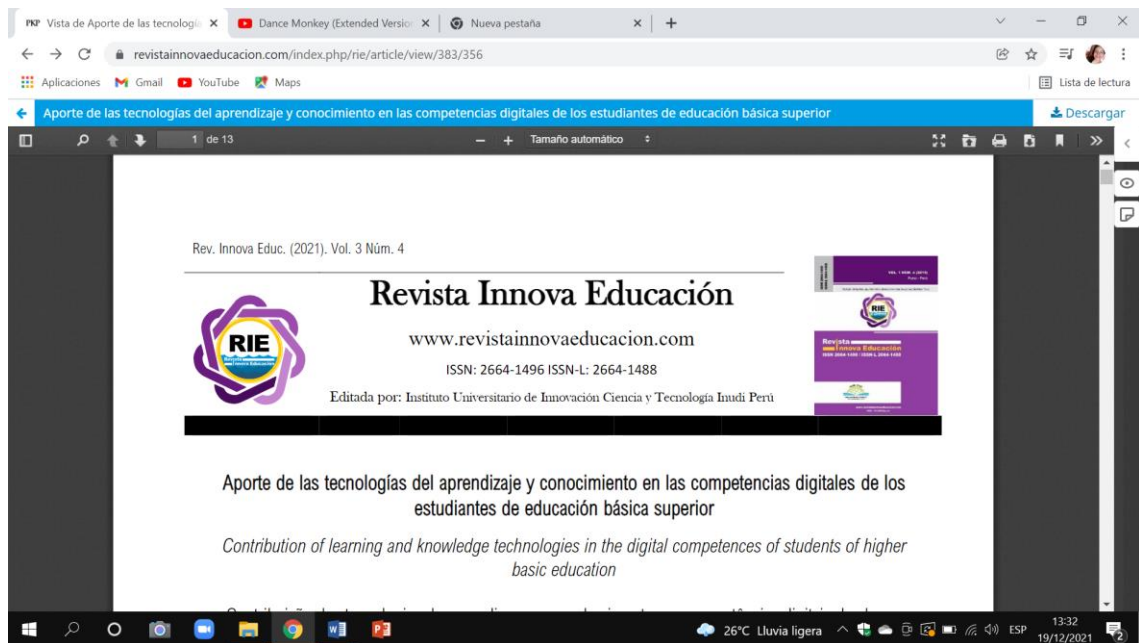 PKP Vista de Aporte de las tecnologí
Dance Monkey (Extended Version
Nueva pestaña
revistainnovaeducacion.com/index.php/rie/article/view/383/356
Aplicaciones Gmail YouTube Maps Lista de lectura
Aporte de las tecnologías del aprendizaje y conocimiento en las competencias digitales de los estudiantes de educación básica superior Descargar
1 de 13 Tamaño automático
Rev. Innova Educ. (2021). Vol. 3 Núm. 4
Revista Innova Educación
RIE
www.revistainnovaeducacion.com
ISSN: 2664-1496 ISSN-L: 2664-1488
Editada por: Instituto Universitario de Innovación Ciencia y Tecnología Inudi Perú
RIE
Revista
Innova Educación
Aporte de las tecnologías del aprendizaje y conocimiento en las competencias digitales de los
estudiantes de educación básica superior
Contribution of learning and knowledge technologies in the digital competences of students of higher
basic education
26°C Lluvia ligera ESP
13:32
19/12/2021
2